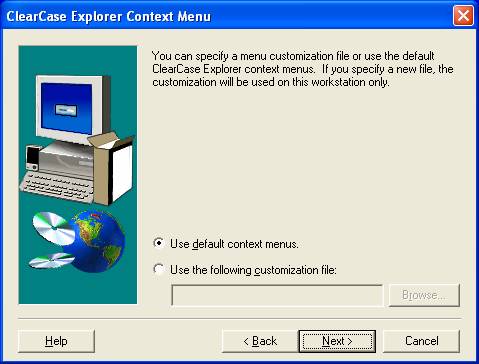 ClearCase Explorer Context Menu
You can specify a menu customization file or use the default
ClearCase Explorer context menus.  If you specify a new file, the
customization will be used on this workstation only.
Use default context menus.
Use the following customization file:
Browse...
Help
< Back
Next >
Cancel